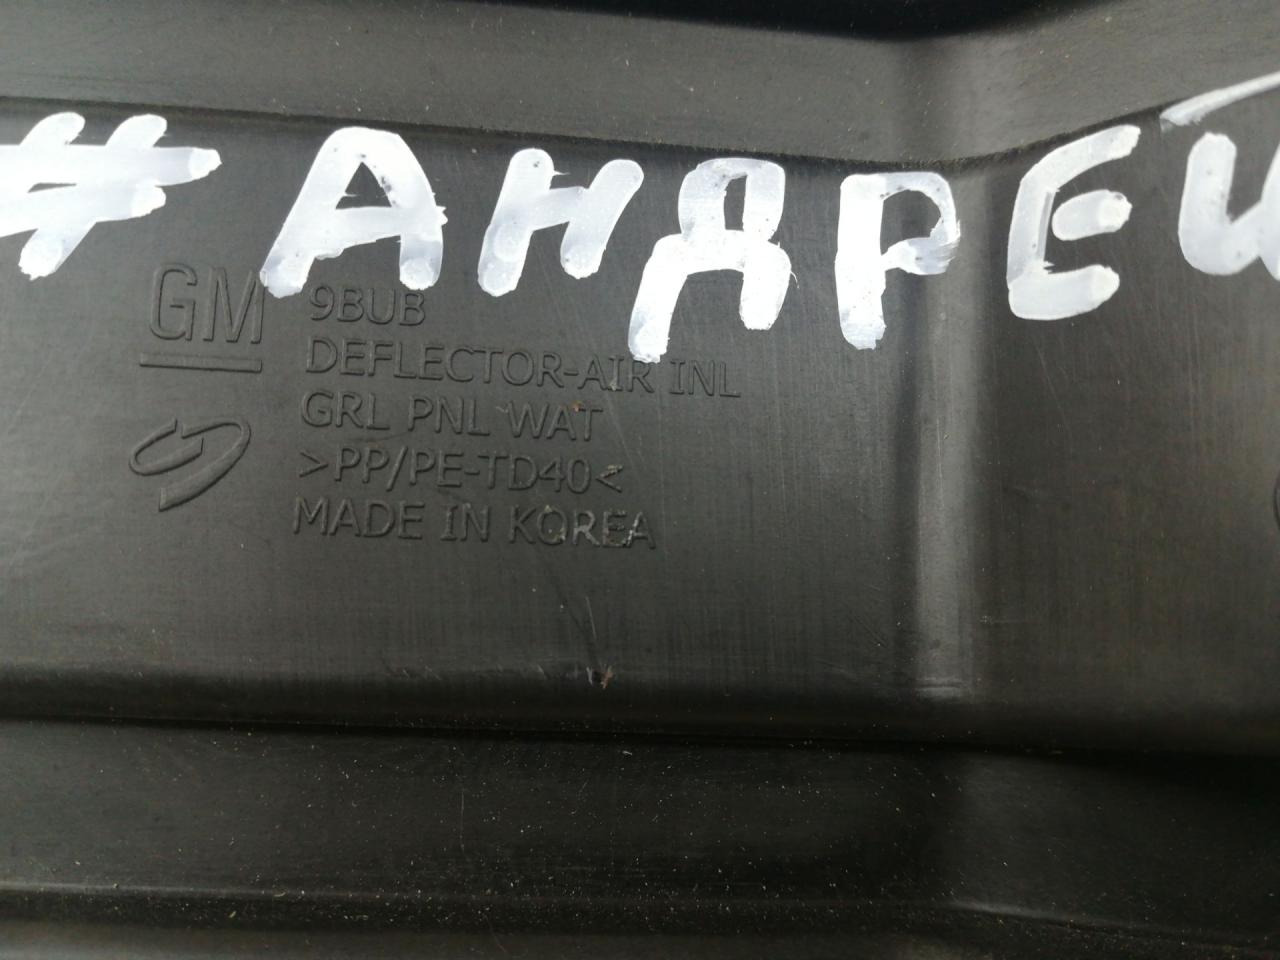 #АНДРЕЙ
GM
9BUB
DEFLECTOR-AIR INL
GRL PNL WAT
>PP/PE-TD40<
MADE IN KOREA